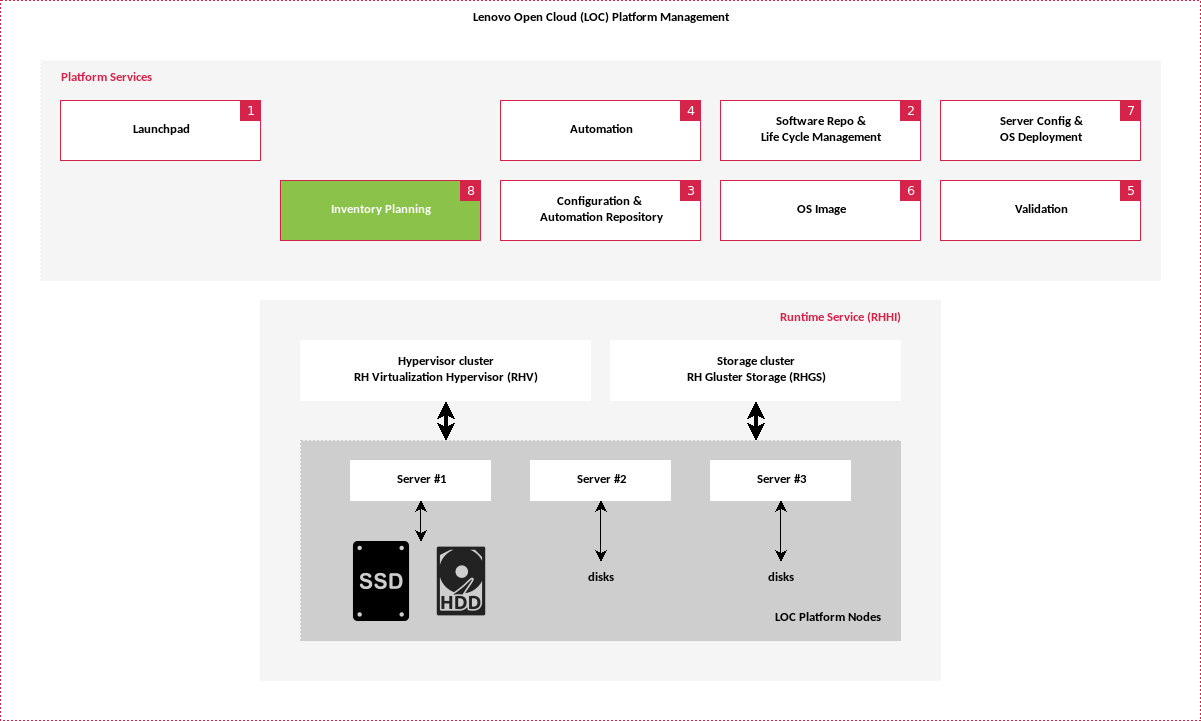 Lenovo Open Cloud (LOC) Platform Management
Platform Services
1
Launchpad
4
Automation
2
Software Repo &
Life Cycle Management
7
Server Config &
OS Deployment
8
Inventory Planning
3
Configuration &
Automation Repository
6
OS Image
5
Validation
Runtime Service (RHHI)
Hypervisor cluster
RH Virtualization Hypervisor (RHV)
Storage cluster
RH Gluster Storage (RHGS)
Server #1
Server #2
Server #3
SSD
HDD
disks
disks
LOC Platform Nodes